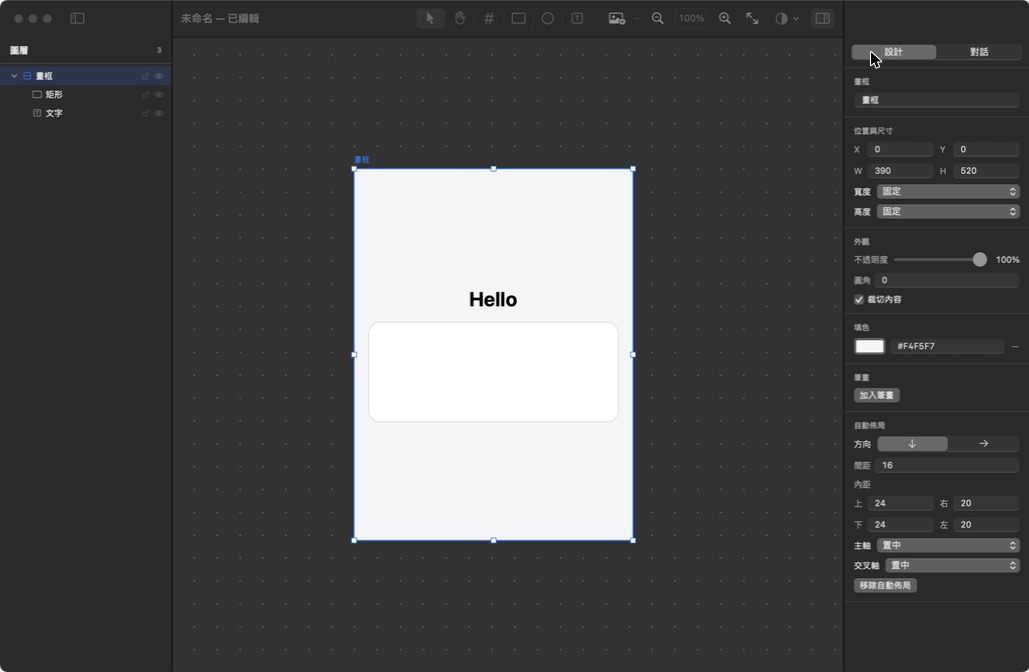 未命名 — 已編輯
100%
圖層 3
畫框
矩形
文字
畫框
Hello
設計 對話
畫框
畫框
位置與尺寸
X 0 Y 0
W 390 H 520
寬度 固定
高度 固定
外觀
不透明度 100%
圓角 0
裁切內容
填色
#F4F5F7
筆畫
加入筆畫
自動佈局
方向 ↓ →
間距 16
內距
上 24 右 20
下 24 左 20
主軸 置中
交叉軸 置中
移除自動佈局